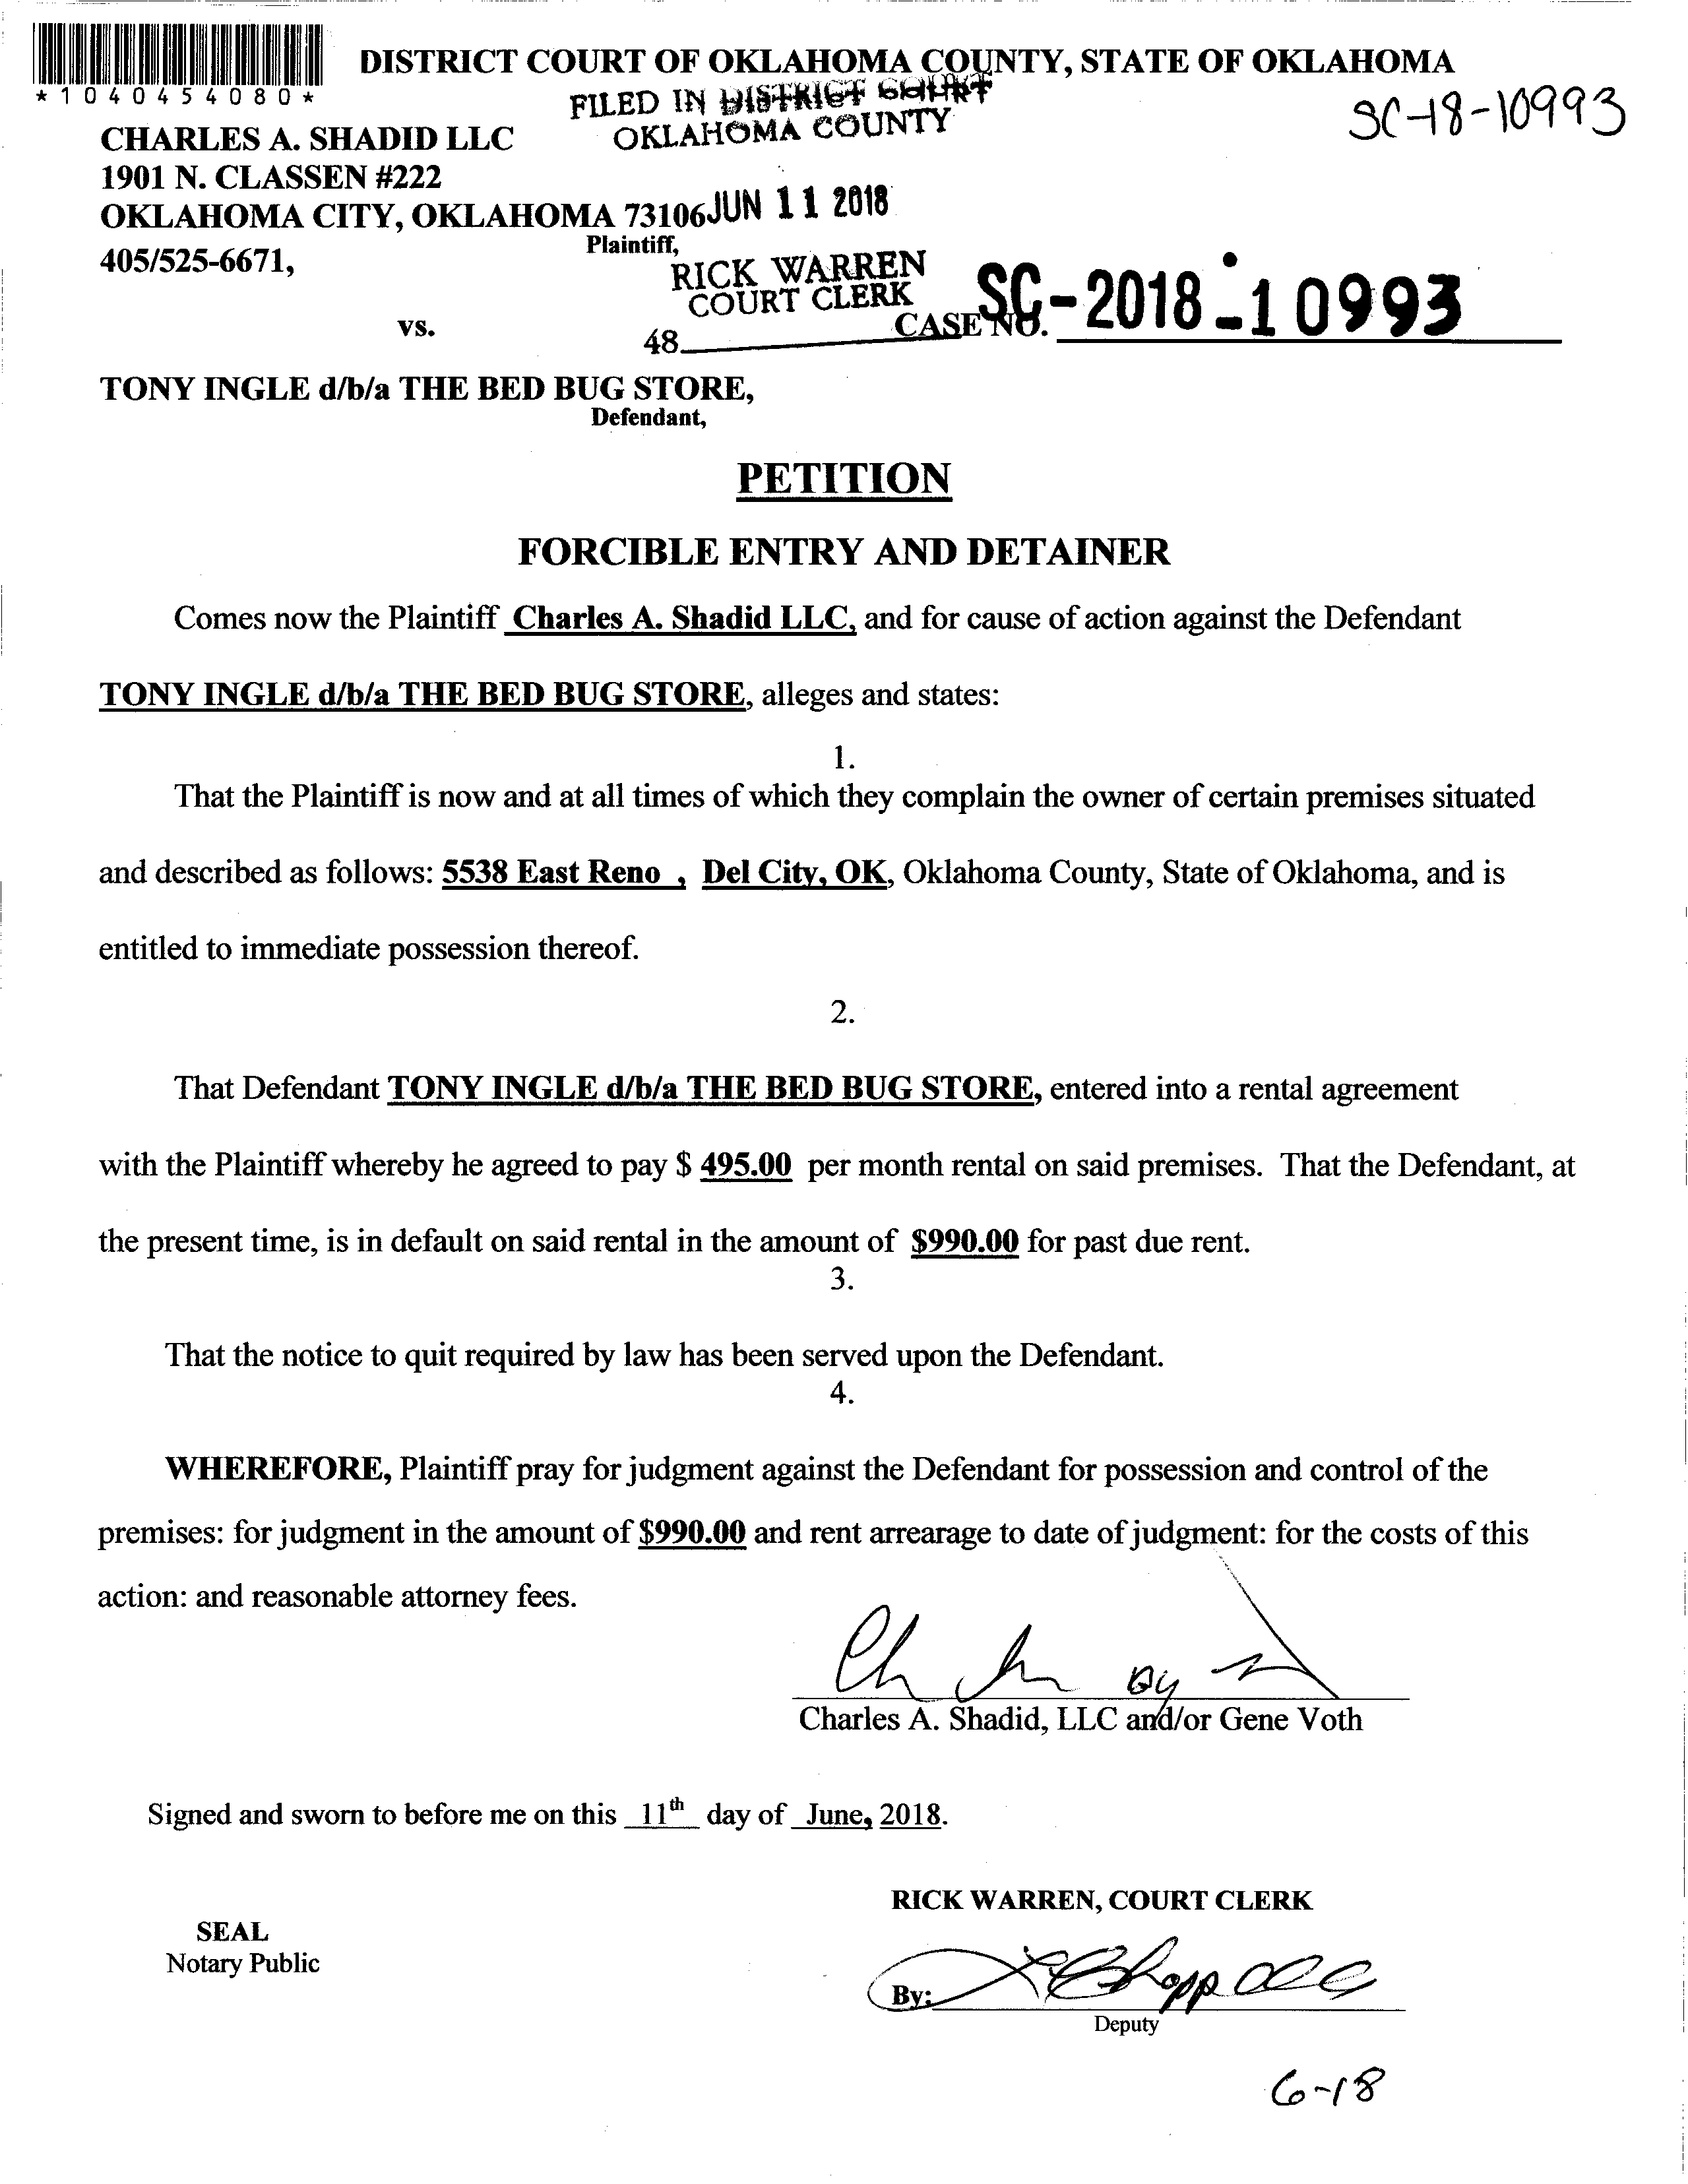 DISTRICT COURT OF OKLAHOMA COUNTY, STATE OF OKLAHOMA
*1040454080*
FILED IN DISTRICT COURT
OKLAHOMA COUNTY
SC-18-10993
CHARLES A. SHADID LLC
1901 N. CLASSEN #222
OKLAHOMA CITY, OKLAHOMA 73106
JUN 11 2018
Plaintiff,
405/525-6671,
RICK WARREN
COURT CLERK
SC-2018-10993
vs.
48
CASE NO.
TONY INGLE d/b/a THE BED BUG STORE,
Defendant,
PETITION
FORCIBLE ENTRY AND DETAINER
Comes now the Plaintiff Charles A. Shadid LLC, and for cause of action against the Defendant
TONY INGLE d/b/a THE BED BUG STORE, alleges and states:
1.
That the Plaintiff is now and at all times of which they complain the owner of certain premises situated
and described as follows: 5538 East Reno , Del City, OK, Oklahoma County, State of Oklahoma, and is
entitled to immediate possession thereof.
2.
That Defendant TONY INGLE d/b/a THE BED BUG STORE, entered into a rental agreement
with the Plaintiff whereby he agreed to pay $ 495.00 per month rental on said premises. That the Defendant, at
the present time, is in default on said rental in the amount of $990.00 for past due rent.
3.
That the notice to quit required by law has been served upon the Defendant.
4.
WHEREFORE, Plaintiff pray for judgment against the Defendant for possession and control of the
premises: for judgment in the amount of $990.00 and rent arrearage to date of judgment: for the costs of this
action: and reasonable attorney fees.
By
Charles A. Shadid, LLC and/or Gene Voth
Signed and sworn to before me on this 11th day of June, 2018.
RICK WARREN, COURT CLERK
SEAL
Notary Public
By:
Deputy
6-18